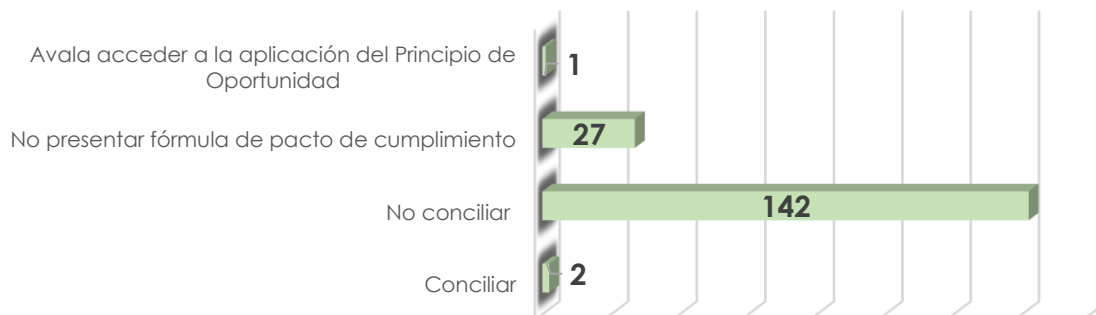 Avala acceder a la aplicación del Principio de
Oportunidad
1
No presentar fórmula de pacto de cumplimiento
27
No conciliar
142
Conciliar
2